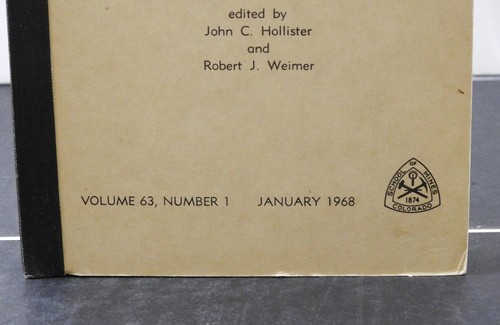 edited by
John C. Hollister
and
Robert J. Weimer
VOLUME 63, NUMBER 1 JANUARY 1968
SCHOOL OF MINES
1874
COLORADO